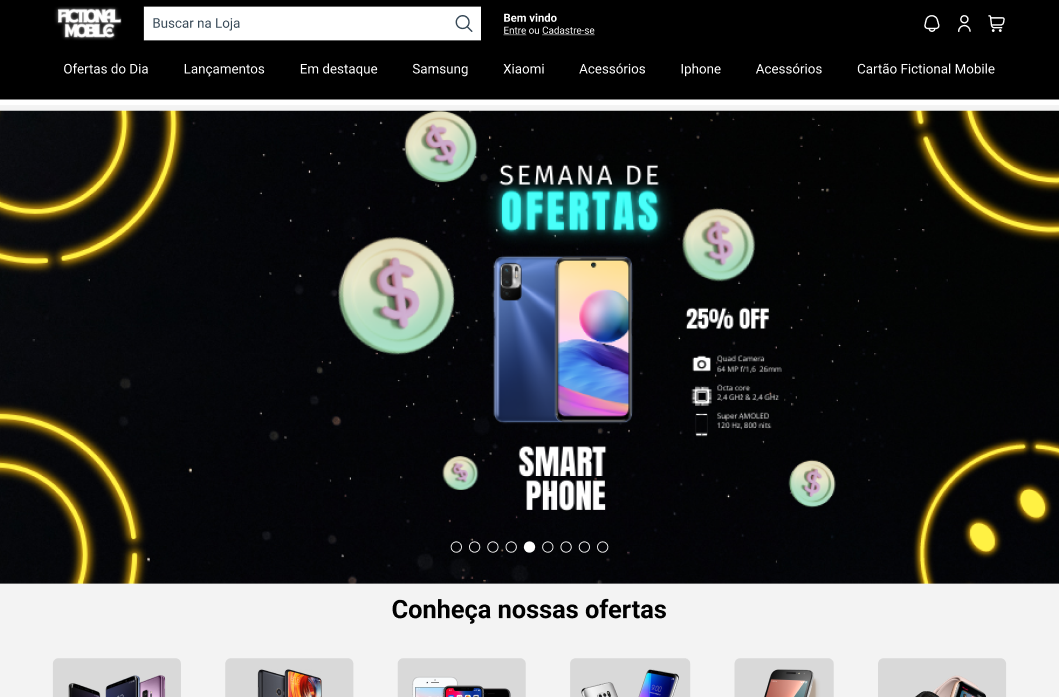 FICTIONAL
MOBILE
Buscar na Loja
Bem vindo
Entre ou Cadastre-se
Ofertas do Dia
Lançamentos
Em destaque
Samsung
Xiaomi
Acessórios
Iphone
Acessórios
Cartão Fictional Mobile
SEMANA DE
OFERTAS
25% OFF
Quad Camera
64 MP f/1,6 26mm
Octa core
2,4 GHz & 2,4 GHz
Super AMOLED
120 Hz, 800 nits
SMART
PHONE
Conheça nossas ofertas